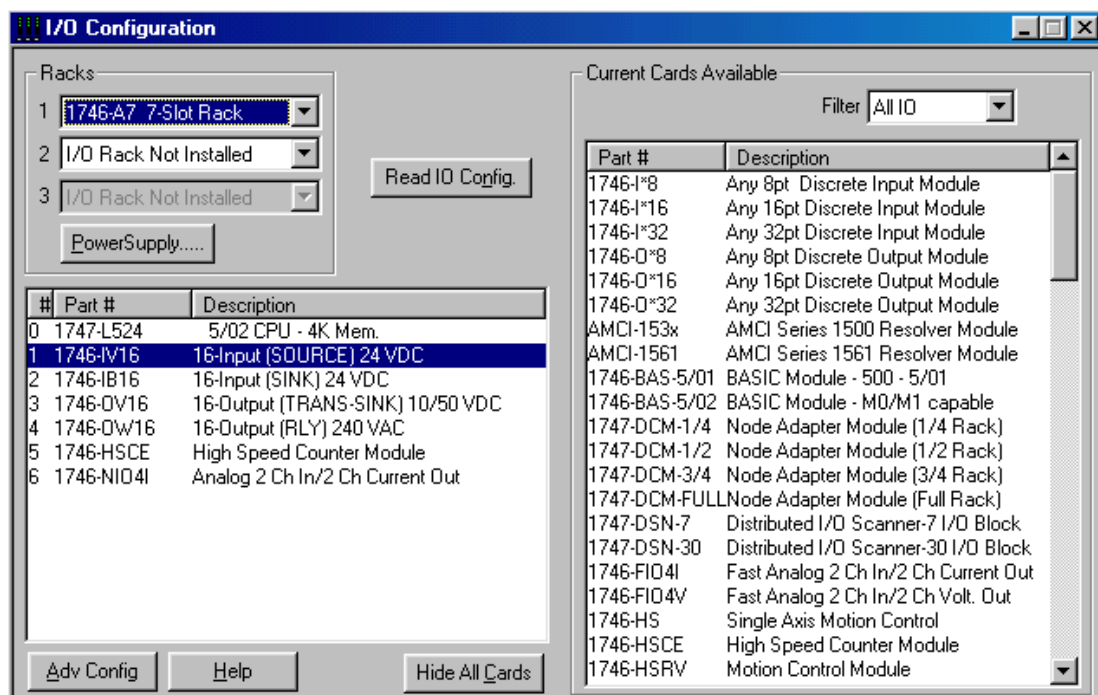 I/O Configuration
Racks
1 1746-A7 7-Slot Rack
2 I/O Rack Not Installed
3 I/O Rack Not Installed
PowerSupply.....
Read IO Config.
# Part # Description
0 1747-L524 5/02 CPU - 4K Mem.
1 1746-IV16 16-Input (SOURCE) 24 VDC
2 1746-IB16 16-Input (SINK) 24 VDC
3 1746-OV16 16-Output (TRANS-SINK) 10/50 VDC
4 1746-OW16 16-Output (RLY) 240 VAC
5 1746-HSCE High Speed Counter Module
6 1746-NIO4I Analog 2 Ch In/2 Ch Current Out
Adv Config
Help
Hide All Cards
Current Cards Available
Filter All IO
Part # Description
1746-I*8 Any 8pt Discrete Input Module
1746-I*16 Any 16pt Discrete Input Module
1746-I*32 Any 32pt Discrete Input Module
1746-O*8 Any 8pt Discrete Output Module
1746-O*16 Any 16pt Discrete Output Module
1746-O*32 Any 32pt Discrete Output Module
AMCI-153x AMCI Series 1500 Resolver Module
AMCI-1561 AMCI Series 1561 Resolver Module
1746-BAS-5/01 BASIC Module - 500 - 5/01
1746-BAS-5/02 BASIC Module - M0/M1 capable
1747-DCM-1/4 Node Adapter Module (1/4 Rack)
1747-DCM-1/2 Node Adapter Module (1/2 Rack)
1747-DCM-3/4 Node Adapter Module (3/4 Rack)
1747-DCM-FULL Node Adapter Module (Full Rack)
1747-DSN-7 Distributed I/O Scanner-7 I/O Block
1747-DSN-30 Distributed I/O Scanner-30 I/O Block
1746-FIO4I Fast Analog 2 Ch In/2 Ch Current Out
1746-FIO4V Fast Analog 2 Ch In/2 Ch Volt. Out
1746-HS Single Axis Motion Control
1746-HSCE High Speed Counter Module
1746-HSRV Motion Control Module